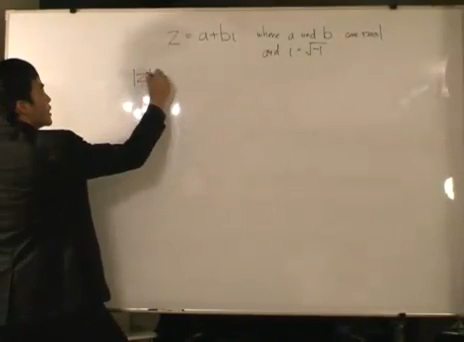 z = a+bi where a and b are real
and i = √-1
|z|